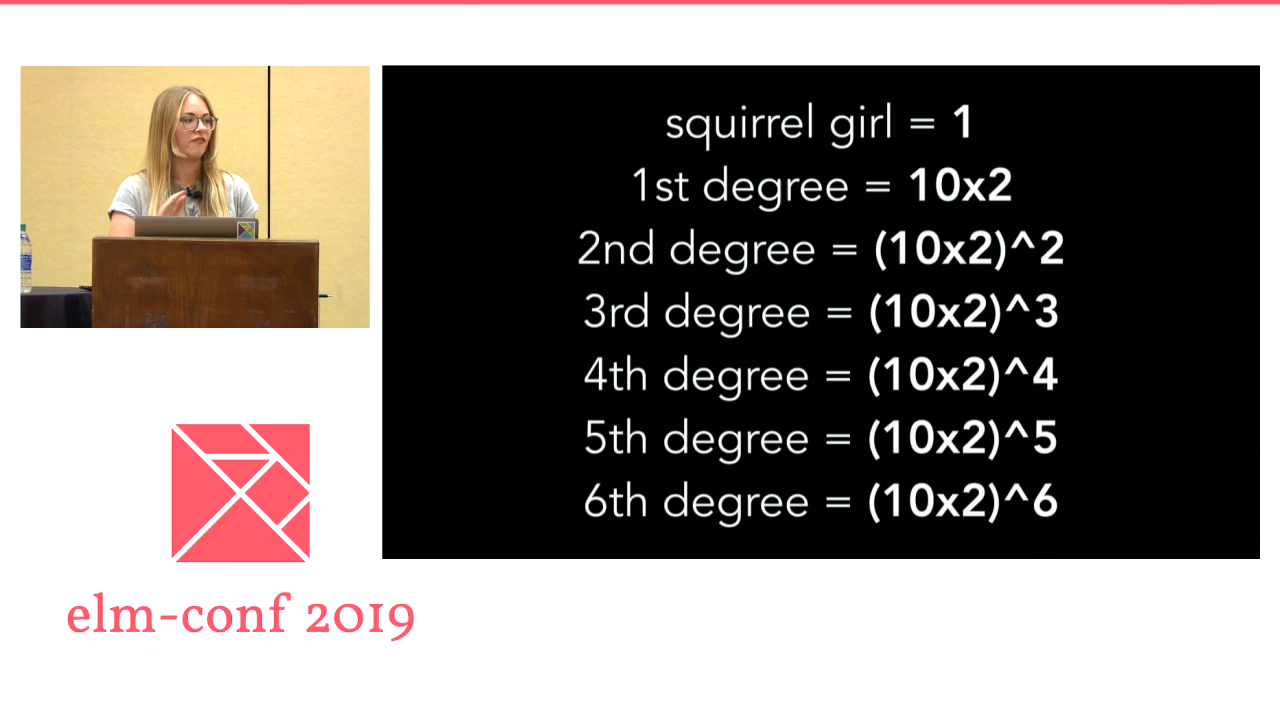 squirrel girl = 1
1st degree = 10x2
2nd degree = (10x2)^2
3rd degree = (10x2)^3
4th degree = (10x2)^4
5th degree = (10x2)^5
6th degree = (10x2)^6
elm-conf 2019